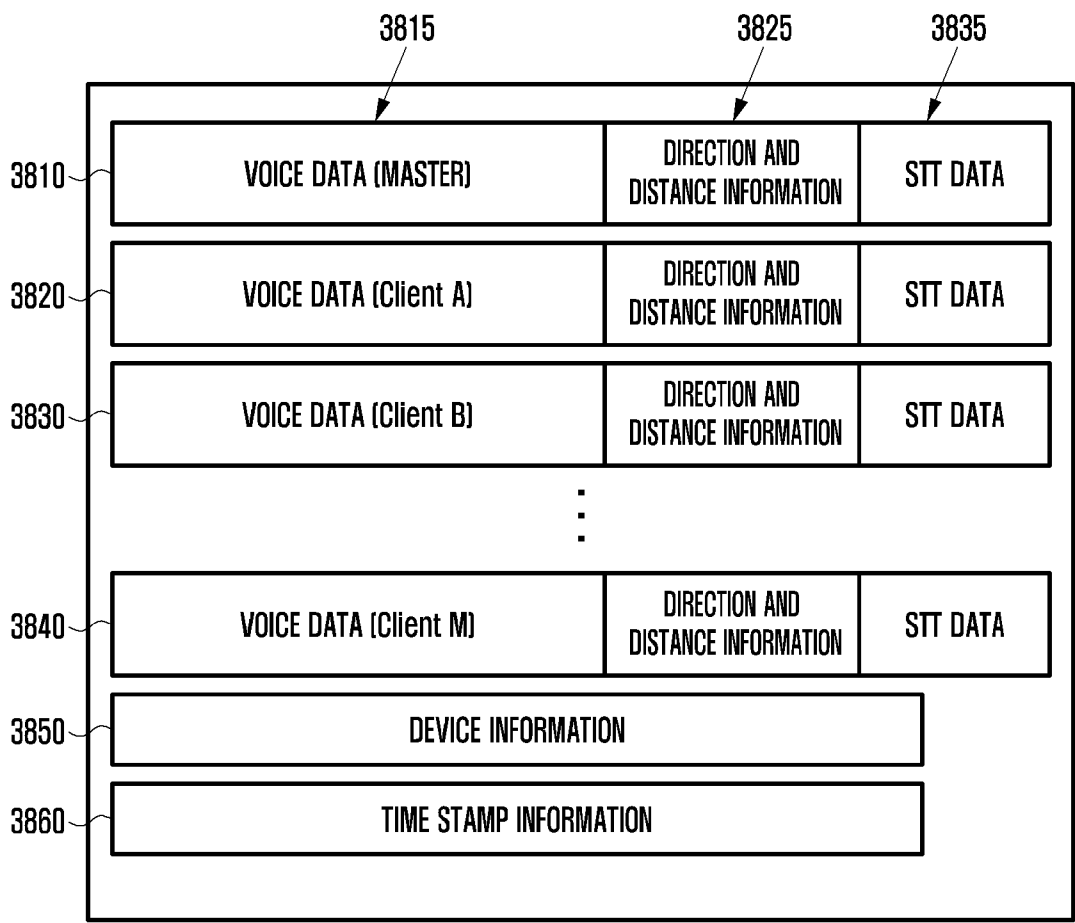 3815 3825 3835
3810 VOICE DATA (MASTER) DIRECTION AND DISTANCE INFORMATION STT DATA
3820 VOICE DATA (Client A) DIRECTION AND DISTANCE INFORMATION STT DATA
3830 VOICE DATA (Client B) DIRECTION AND DISTANCE INFORMATION STT DATA
3840 VOICE DATA (Client M) DIRECTION AND DISTANCE INFORMATION STT DATA
3850 DEVICE INFORMATION
3860 TIME STAMP INFORMATION